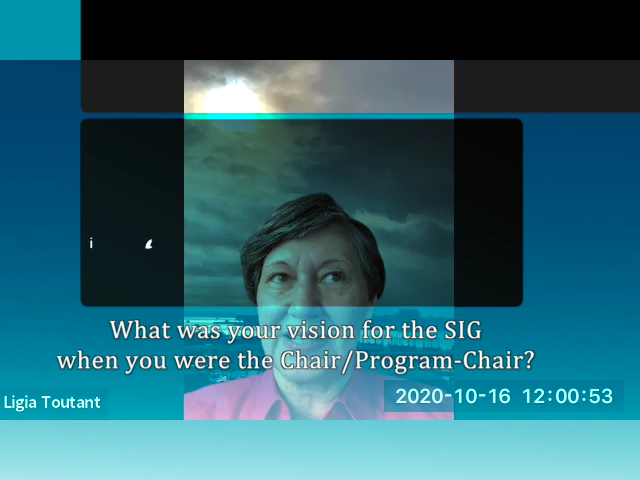 i
What was your vision for the SIG
when you were the Chair/Program-Chair?
Ligia Toutant
2020-10-16 12:00:53